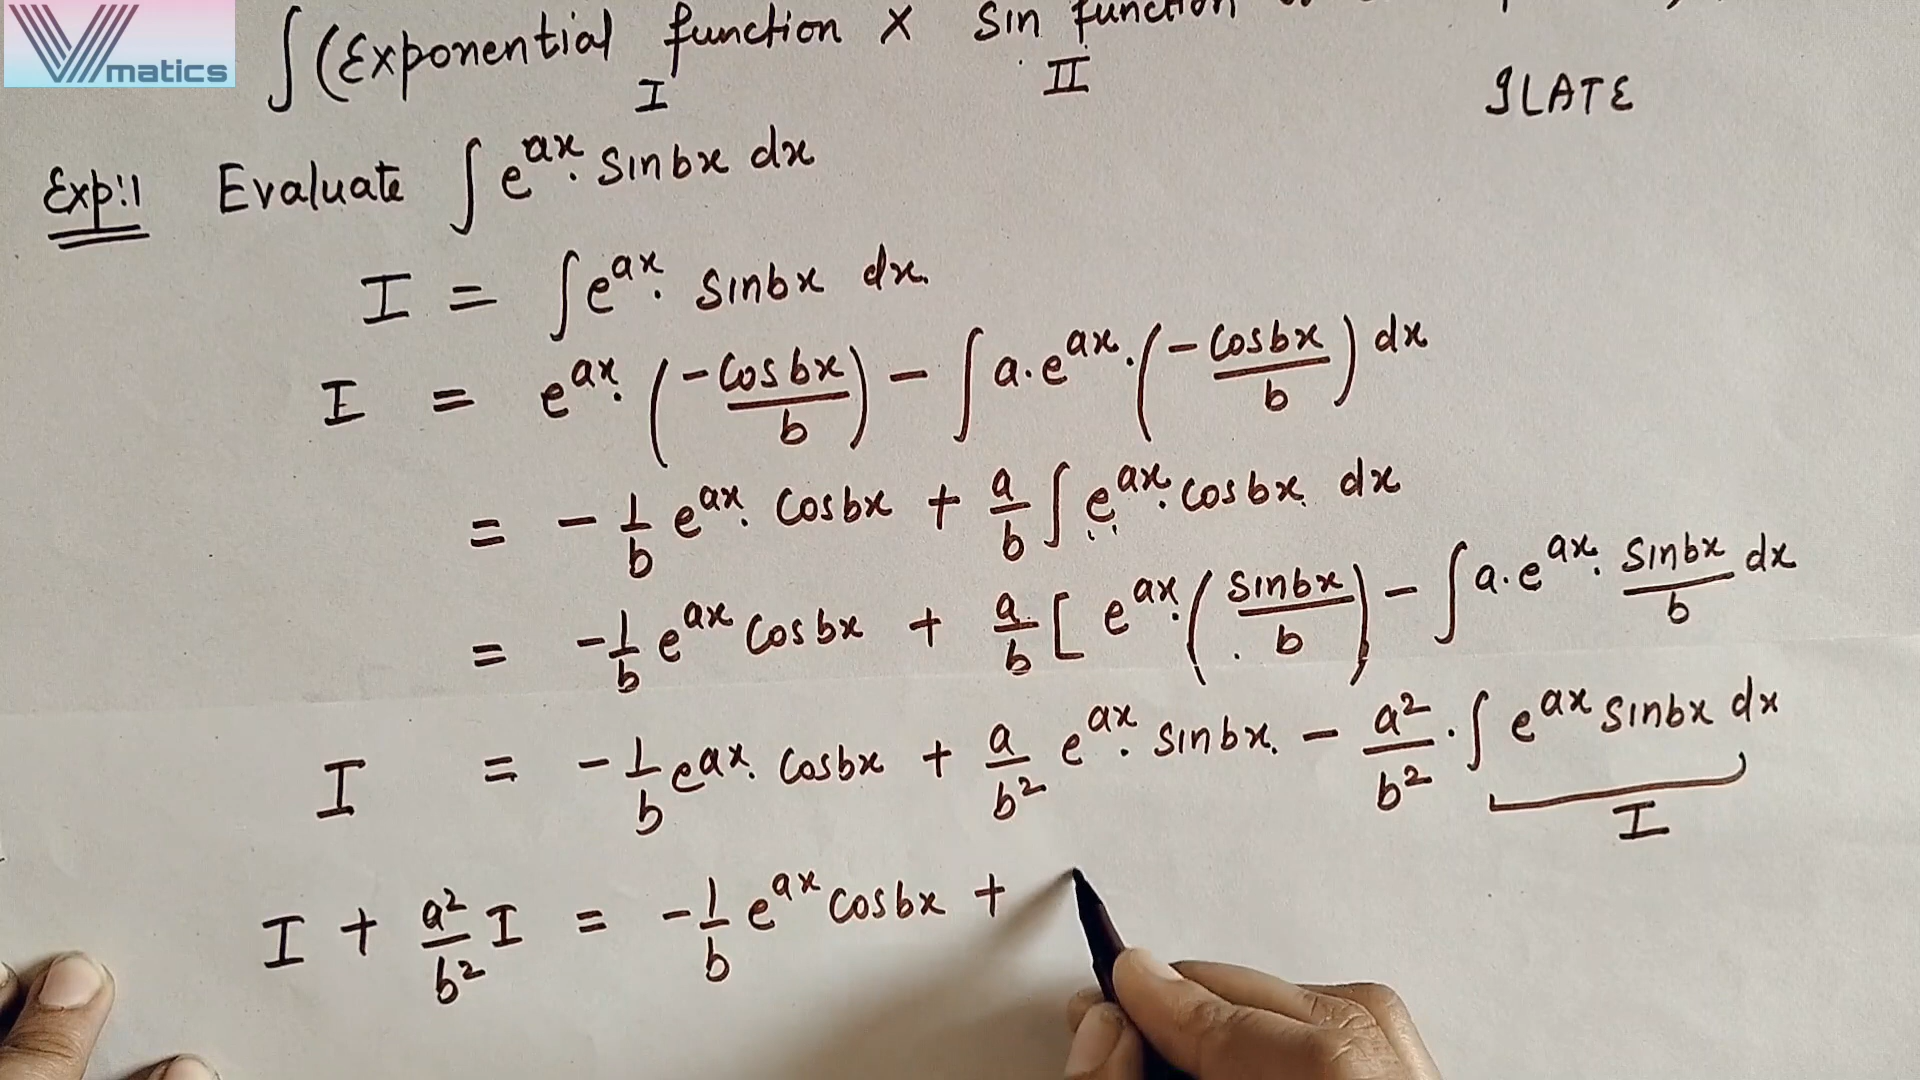 V matics
∫(Exponential function × Sin function
I II
ILATE
Exp:1 Evaluate ∫ e^{ax}. sinbx dx
I = ∫e^{ax}. sinbx dx.
I = e^{ax}. (-cosbx/b) - ∫ a.e^{ax}. (-cosbx/b) dx
= - 1/b e^{ax}. cosbx + a/b ∫ e^{ax}. cosbx. dx
= - 1/b e^{ax} cosbx + a/b [ e^{ax}. (sinbx/b) - ∫ a.e^{ax}. sinbx/b dx
I = - 1/b e^{ax}. cosbx + a/b² e^{ax}. sinbx. - a²/b² . ∫ e^{ax} sinbx dx
I
I + a²/b² I = - 1/b e^{ax} cosbx +